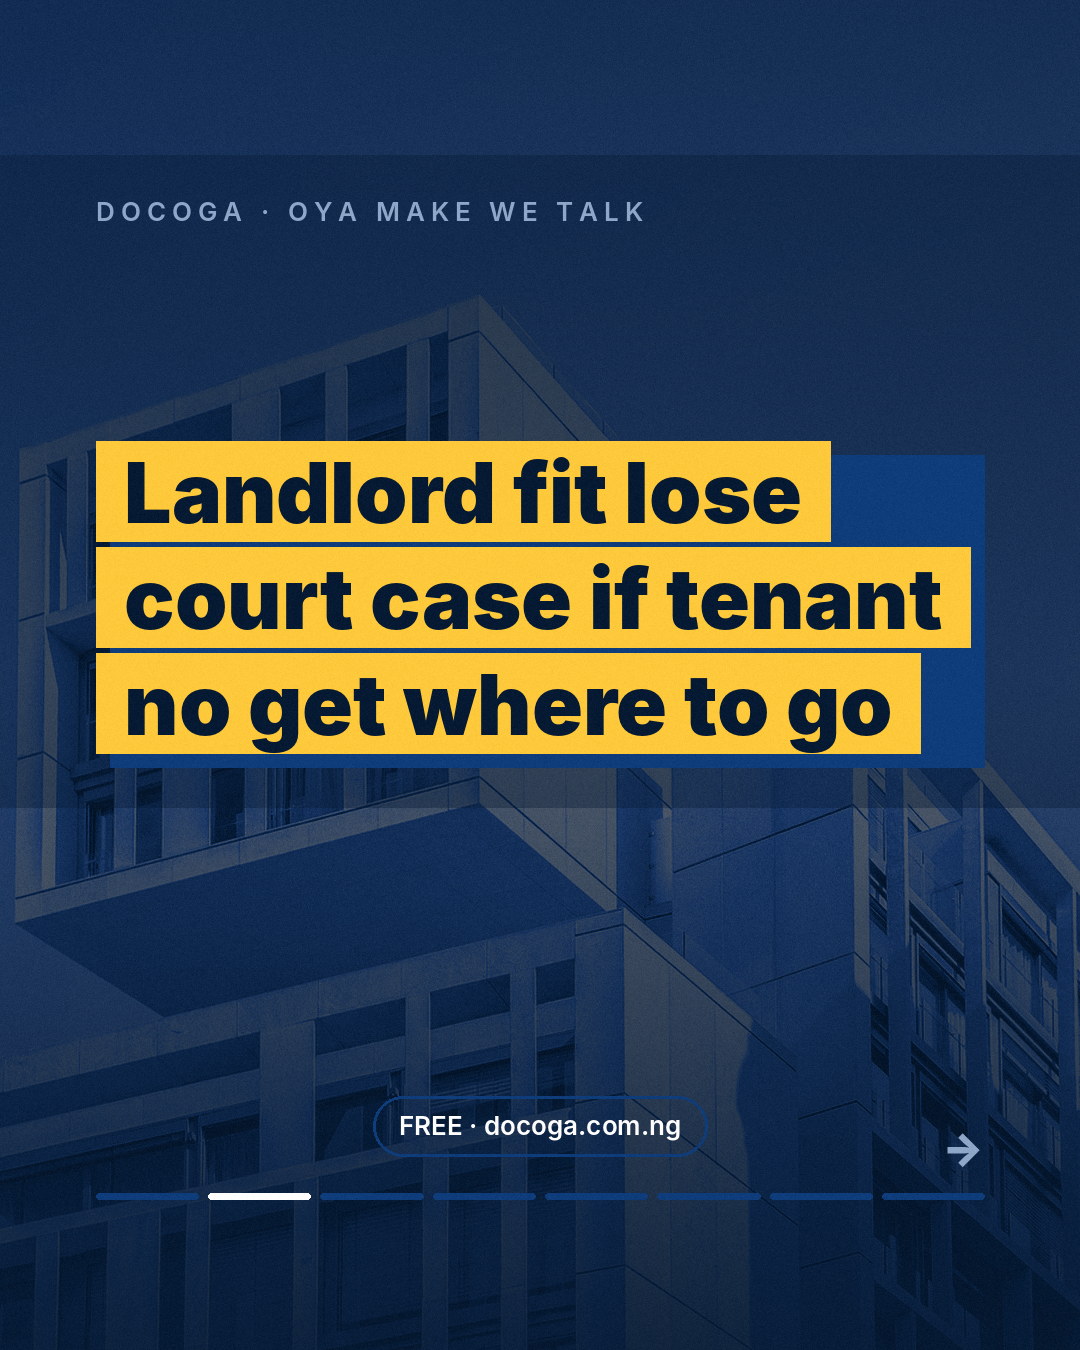 DOCOGA · OYA MAKE WE TALK
Landlord fit lose
court case if tenant
no get where to go
FREE · docoga.com.ng